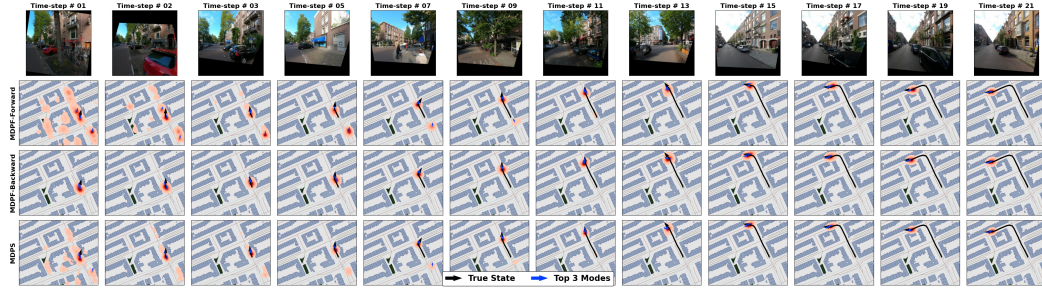 Time-step # 01 Time-step # 02 Time-step # 03 Time-step # 05 Time-step # 07 Time-step # 09 Time-step # 11 Time-step # 13 Time-step # 15 Time-step # 17 Time-step # 19 Time-step # 21
MDPF-Forward
MDPF-Backward
MDPS
True State Top 3 Modes